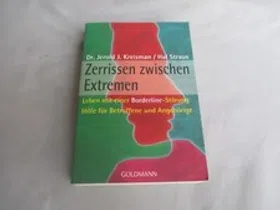 Dr. Jerold J. Kreisman / Hal Straus
Zerrissen zwischen
Extremen
Leben mit einer Borderline-Störung
Hilfe für Betroffene und Angehörige
GOLDMANN